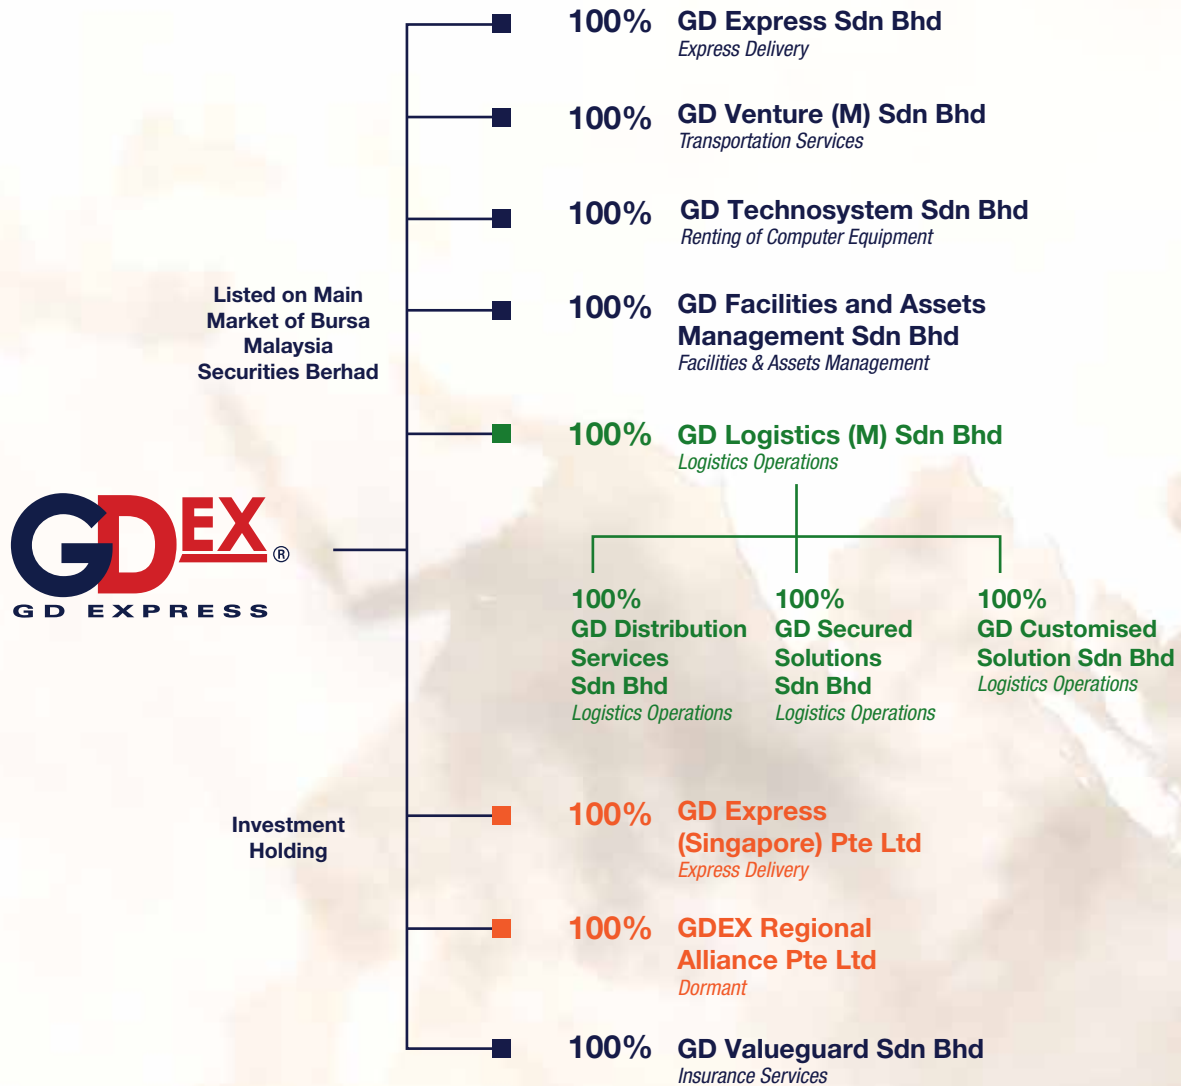 100% GD Express Sdn Bhd
Express Delivery
100% GD Venture (M) Sdn Bhd
Transportation Services
100% GD Technosystem Sdn Bhd
Renting of Computer Equipment
Listed on Main
Market of Bursa
Malaysia
Securities Berhad
100% GD Facilities and Assets
Management Sdn Bhd
Facilities & Assets Management
100% GD Logistics (M) Sdn Bhd
Logistics Operations
GDEX ®
GD EXPRESS
100%
GD Distribution
Services
Sdn Bhd
Logistics Operations
100%
GD Secured
Solutions
Sdn Bhd
Logistics Operations
100%
GD Customised
Solution Sdn Bhd
Logistics Operations
Investment
Holding
100% GD Express
(Singapore) Pte Ltd
Express Delivery
100% GDEX Regional
Alliance Pte Ltd
Dormant
100% GD Valueguard Sdn Bhd
Insurance Services